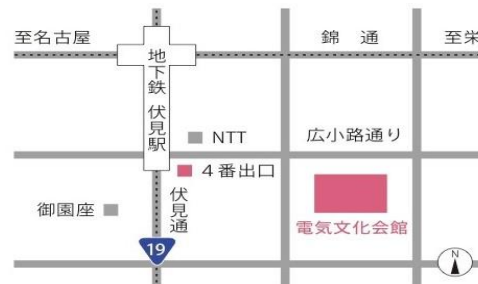 至名古屋
錦　通
至栄
地下鉄 伏見駅
NTT
広小路通り
4番出口
御園座
伏見通
電気文化会館
19
N